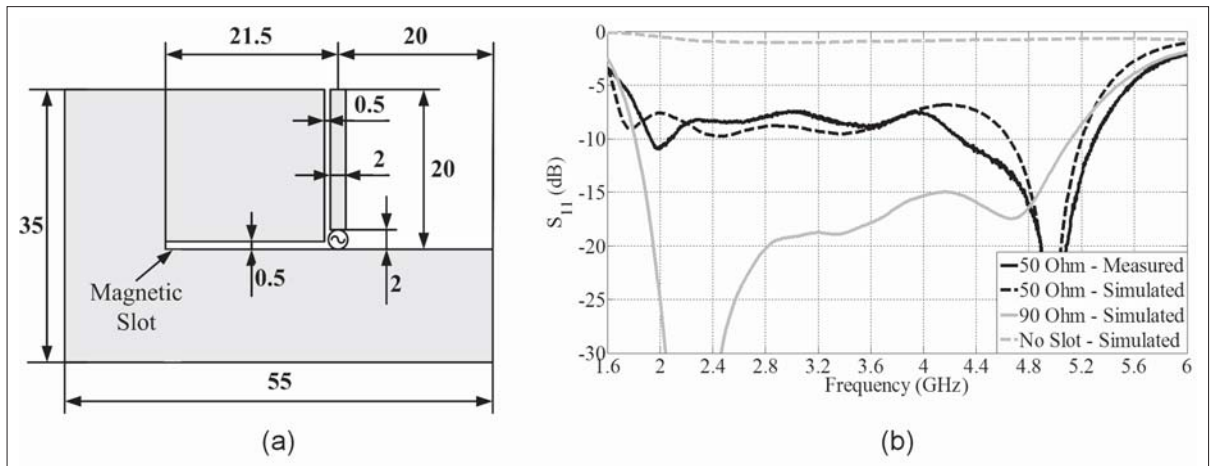 21.5
20
0.5
2
20
35
0.5
2
Magnetic
Slot
55
(a)
0
-5
-10
-15
-20
-25
-30
S11 (dB)
50 Ohm - Measured
50 Ohm - Simulated
90 Ohm - Simulated
No Slot - Simulated
1.6 2 2.4 2.8 3.2 3.6 4 4.4 4.8 5.2 5.6 6
Frequency (GHz)
(b)